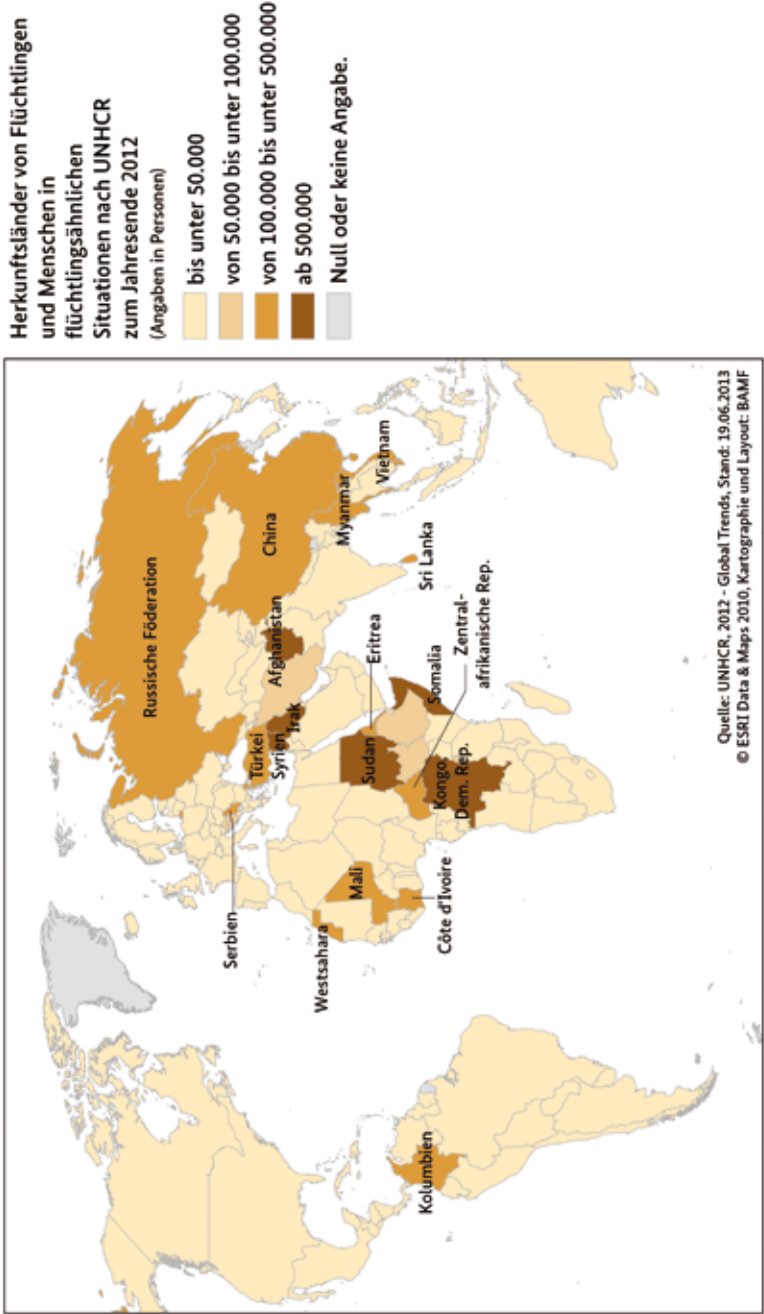 Herkunftsländer von Flüchtlingen
und Menschen in
flüchtlingsähnlichen
Situationen nach UNHCR
zum Jahresende 2012
(Angaben in Personen)
bis unter 50.000
von 50.000 bis unter 100.000
von 100.000 bis unter 500.000
ab 500.000
Null oder keine Angabe.
Russische Föderation
China
Serbien
Türkei
Syrien
Irak
Afghanistan
Myanmar
Vietnam
Westsahara
Mali
Sudan
Eritrea
Sri Lanka
Côte d'Ivoire
Kongo,
Dem. Rep.
Somalia
Zentral-
afrikanische Rep.
Kolumbien
Quelle: UNHCR, 2012 - Global Trends, Stand: 19.06.2013
© ESRI Data & Maps 2010, Kartographie und Layout: BAMF